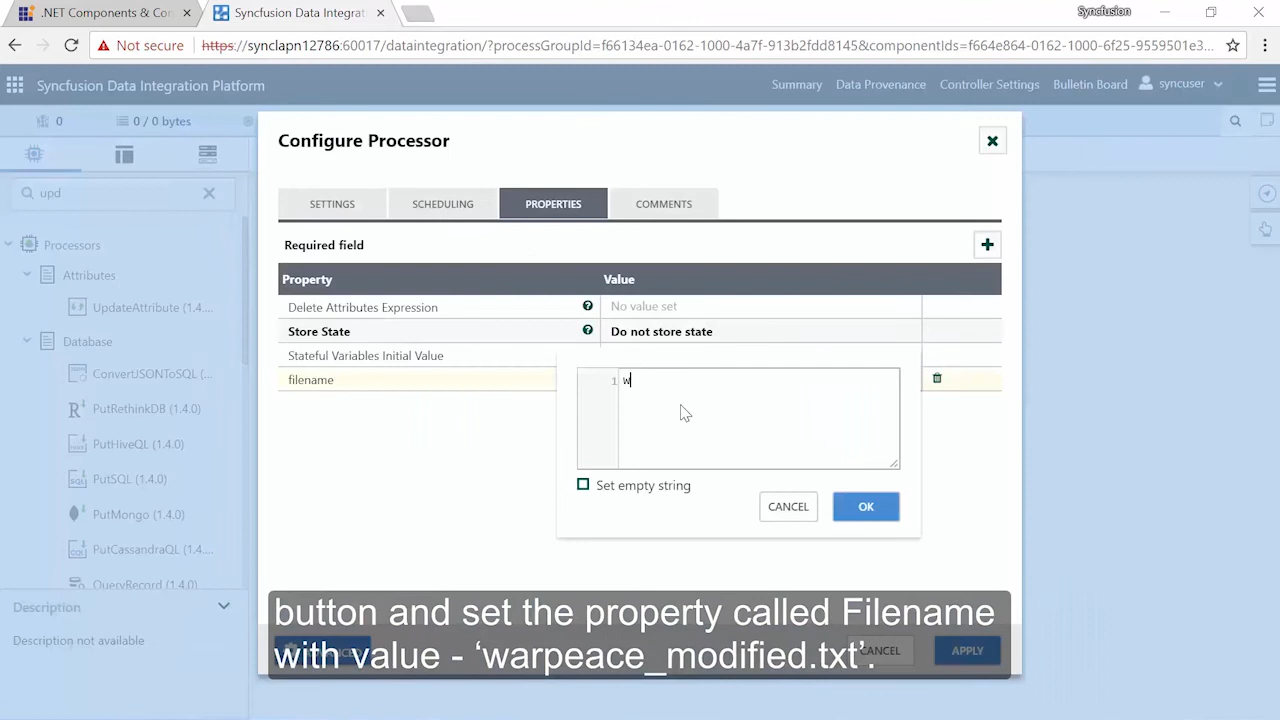 .NET Components & Con
Syncfusion Data Integrat
Syncfusion
Not secure
https://synclapn12786:60017/dataintegration/?processGroupId=f66134ea-0162-1000-4a7f-913b2fdd8145&componentIds=f664e864-0162-1000-6f25-9559501e3...
Syncfusion Data Integration Platform
Summary
Data Provenance
Controller Settings
Bulletin Board
syncuser
0
0 / 0 bytes
upd
Processors
Attributes
UpdateAttribute (1.4....
Database
ConvertJSONToSQL (...
PutRethinkDB (1.4.0)
PutHiveQL (1.4.0)
PutSQL (1.4.0)
PutMongo (1.4.0)
PutCassandraQL (1.4....
QueryRecord (1.4.0)
Description
Description not available
Configure Processor
SETTINGS
SCHEDULING
PROPERTIES
COMMENTS
Required field
Property
Value
Delete Attributes Expression
No value set
Store State
Do not store state
Stateful Variables Initial Value
filename
1
w
Set empty string
CANCEL
OK
button and set the property called Filename
with value - ‘warpeace_modified.txt’.
CANCEL
APPLY